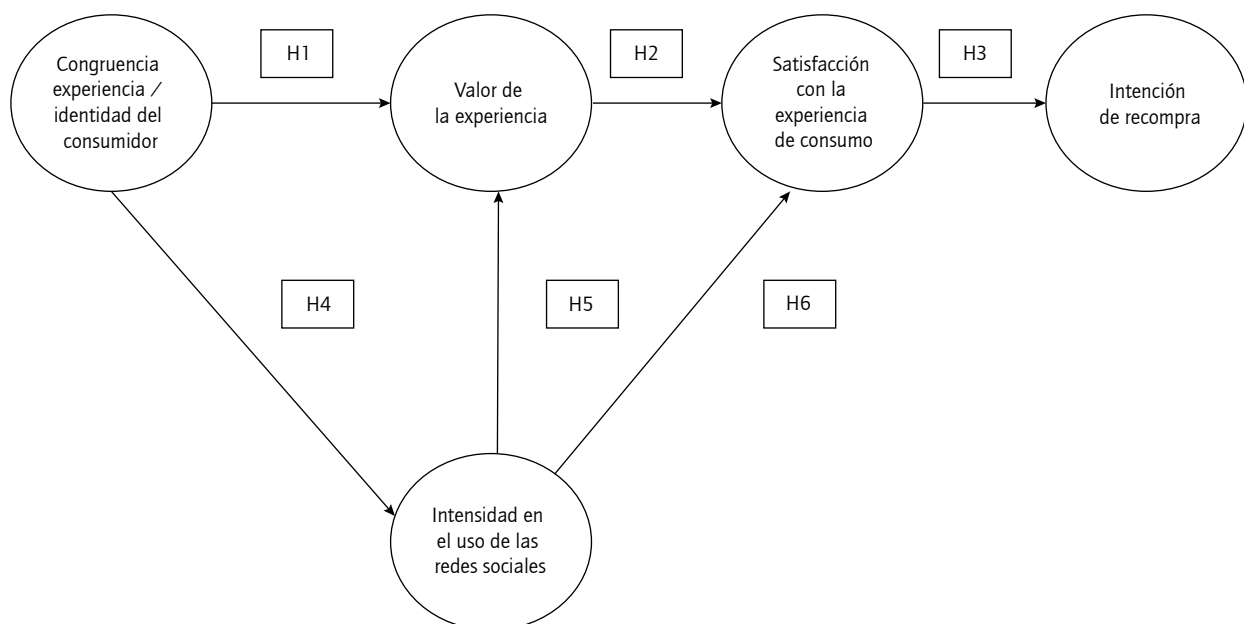 Congruencia
experiencia /
identidad del
consumidor
H1
Valor de
la experiencia
H2
Satisfacción
con la
experiencia
de consumo
H3
Intención
de recompra
H4
H5
H6
Intensidad en
el uso de las
redes sociales